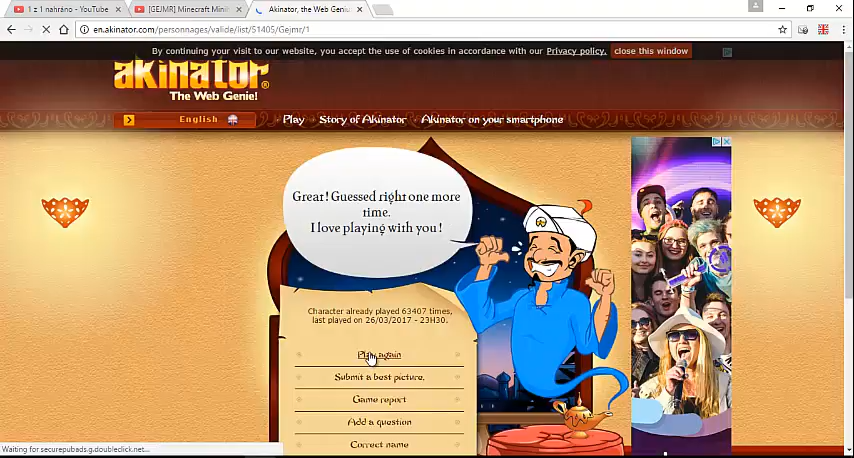 1 z 1 nahráno - YouTube
[GEJMR] Minecraft Mini
Akinator, the Web Geni
en.akinator.com/personnages/valide/list/51405/Gejmr/1
By continuing your visit to our website, you accept the use of cookies in accordance with our Privacy policy. close this window
akinator®
The Web Genie!
English
Play
Story of Akinator
Akinator on your smartphone
Great! Guessed right one more
time.
I love playing with you!
Character already played 63407 times,
last played on 26/03/2017 - 23H30.
Play again
Submit a best picture.
Game report
Add a question
Correct name
Waiting for securepubads.g.doubleclick.net...